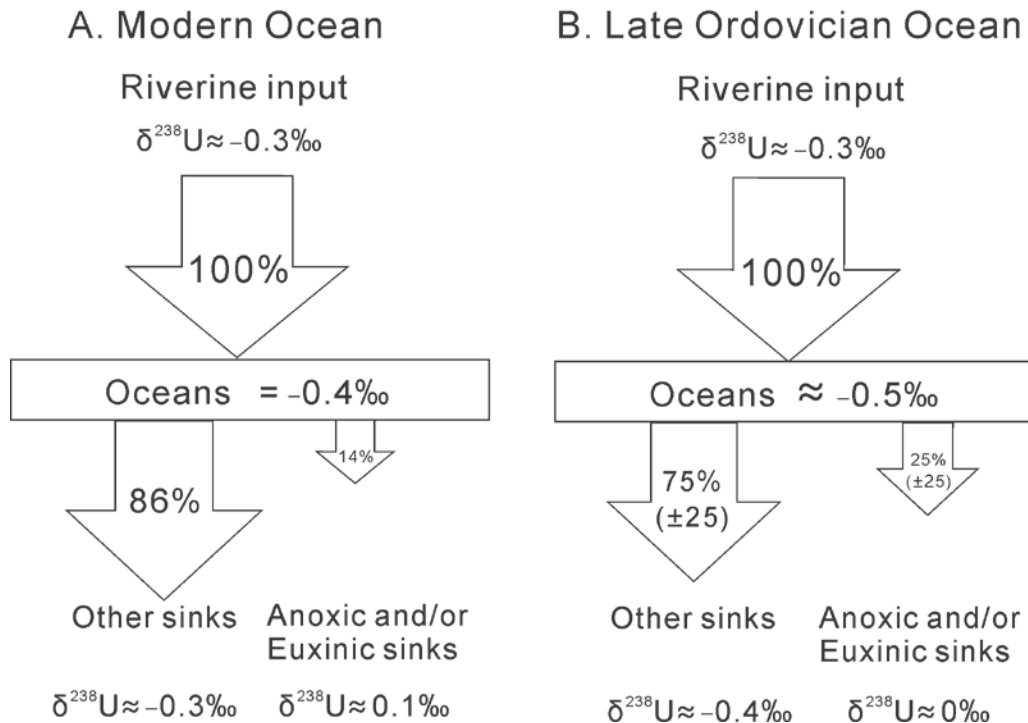 A. Modern Ocean
Riverine input
δ²³⁸U≈ −0.3‰
100%
Oceans = −0.4‰
86%
14%
Other sinks
Anoxic and/or
Euxinic sinks
δ²³⁸U≈ −0.3‰
δ²³⁸U≈ 0.1‰
B. Late Ordovician Ocean
Riverine input
δ²³⁸U≈ −0.3‰
100%
Oceans ≈ −0.5‰
75%
(±25)
25%
(±25)
Other sinks
Anoxic and/or
Euxinic sinks
δ²³⁸U≈ −0.4‰
δ²³⁸U≈ 0‰